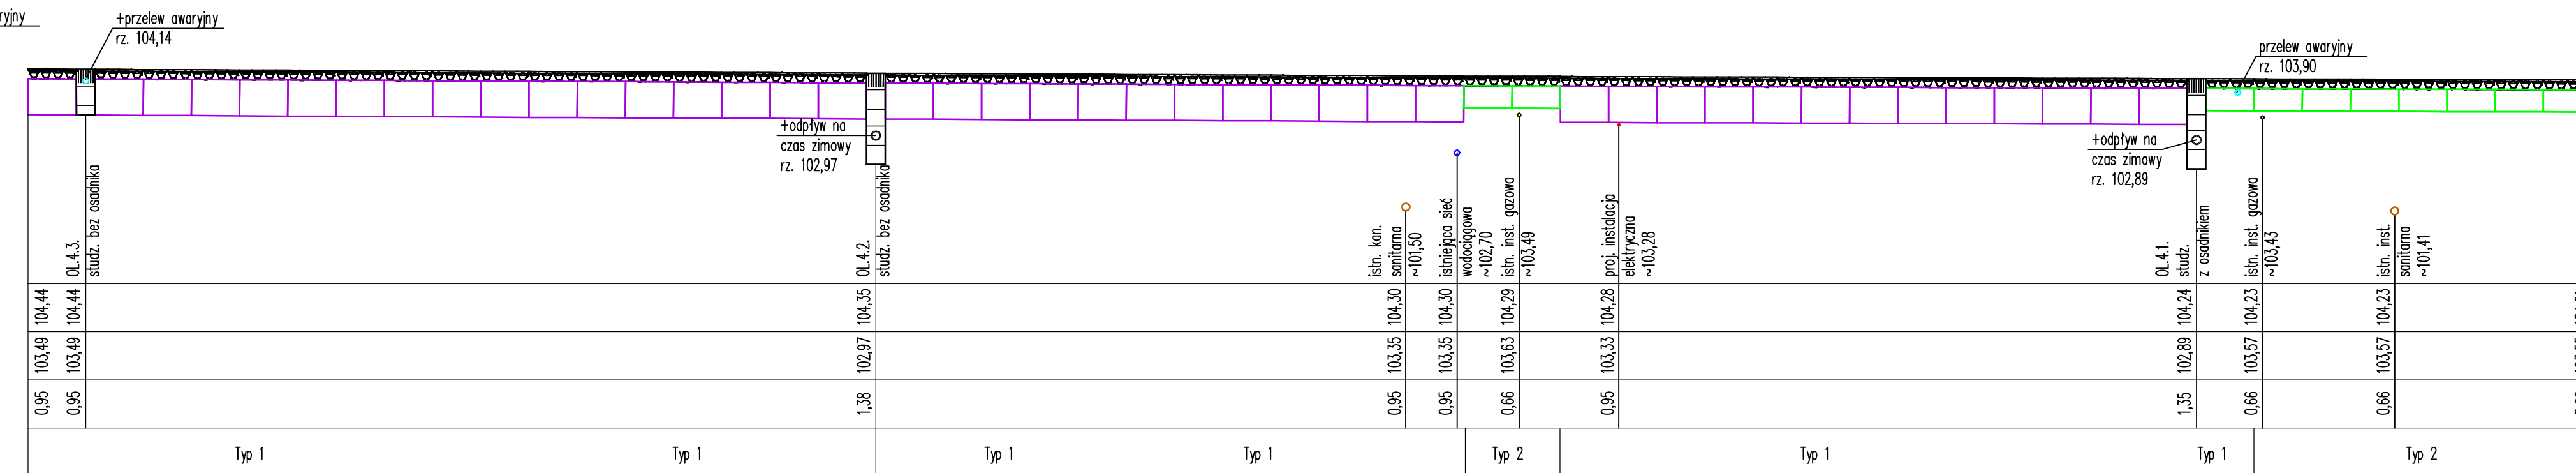 ryjny
+przelew awaryjny
rz. 104,14
przelew awaryjny
rz. 103,90
+odpływ na
czas zimowy
rz. 102,97
+odpływ na
czas zimowy
rz. 102,89
OL.4.3.
studz. bez osadnika
OL.4.2.
studz. bez osadnika
istn. kan.
sanitarna
~101,50
istniejąca sieć
wodociągowa
~102,70
istn. inst. gazowa
~103,49
proj. instalacja
elektryczna
~103,28
OL.4.1.
studz.
z osadnikiem
istn. inst. gazowa
~103,43
istn. inst.
sanitarna
~101,41
104,44 104,44 104,35 104,30 104,30 104,29 104,28 104,24 104,23 104,23
103,49 103,49 102,97 103,35 103,35 103,63 103,33 102,89 103,57 103,57
0,95 0,95 1,38 0,95 0,95 0,66 0,95 1,35 0,66 0,66
Typ 1 Typ 1 Typ 1 Typ 1 Typ 2 Typ 1 Typ 1 Typ 2